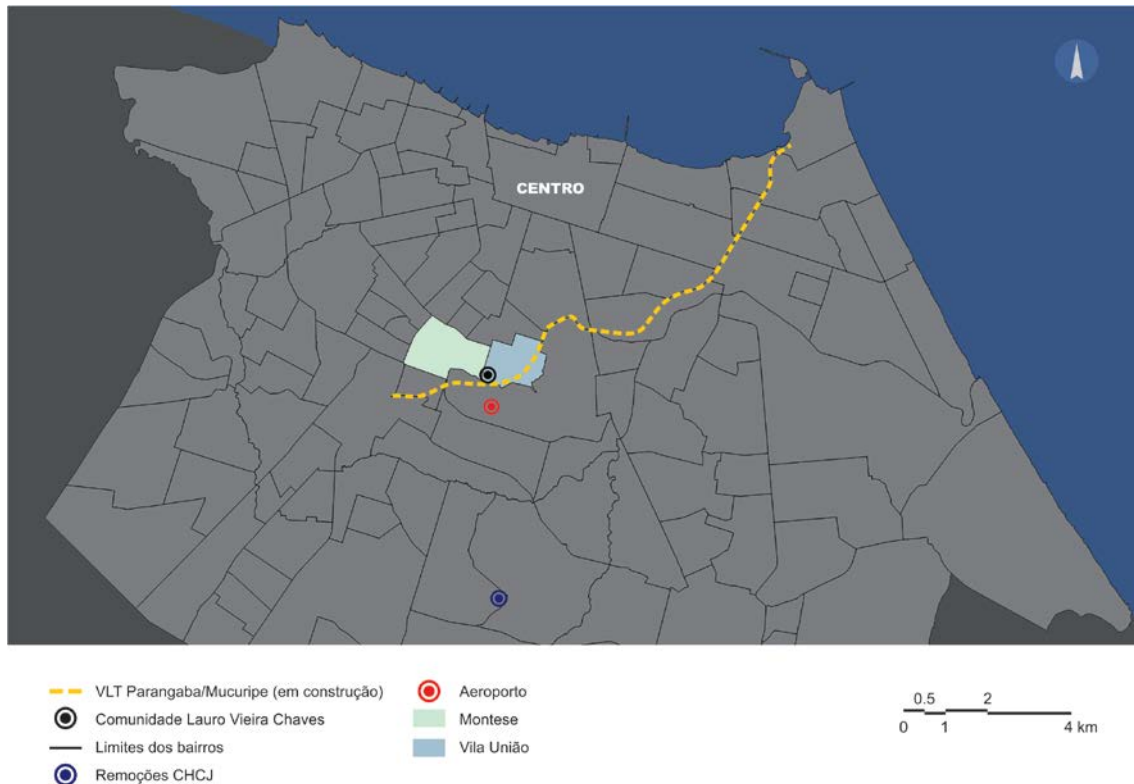 CENTRO
VLT Parangaba/Mucuripe (em construção)
Comunidade Lauro Vieira Chaves
Limites dos bairros
Remoções CHCJ
Aeroporto
Montese
Vila União
0.5 2
0 1 4 km